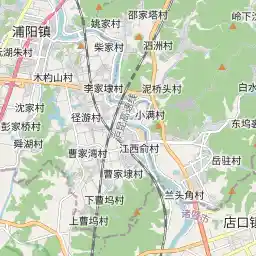 邵家塔村
岭下
姚家村
浦阳镇
柴家村
泗洲村
湖朱村
木杓山村
李家埭村
泥桥头村
白水
沈家村
径游村
小满村
彭家桥村
东坞
舜湖村
曹家湾村
江西俞村
岳驻村
曹家埭村
下曹坞村
兰头角村
上曹坞村
诸暨市
店口镇